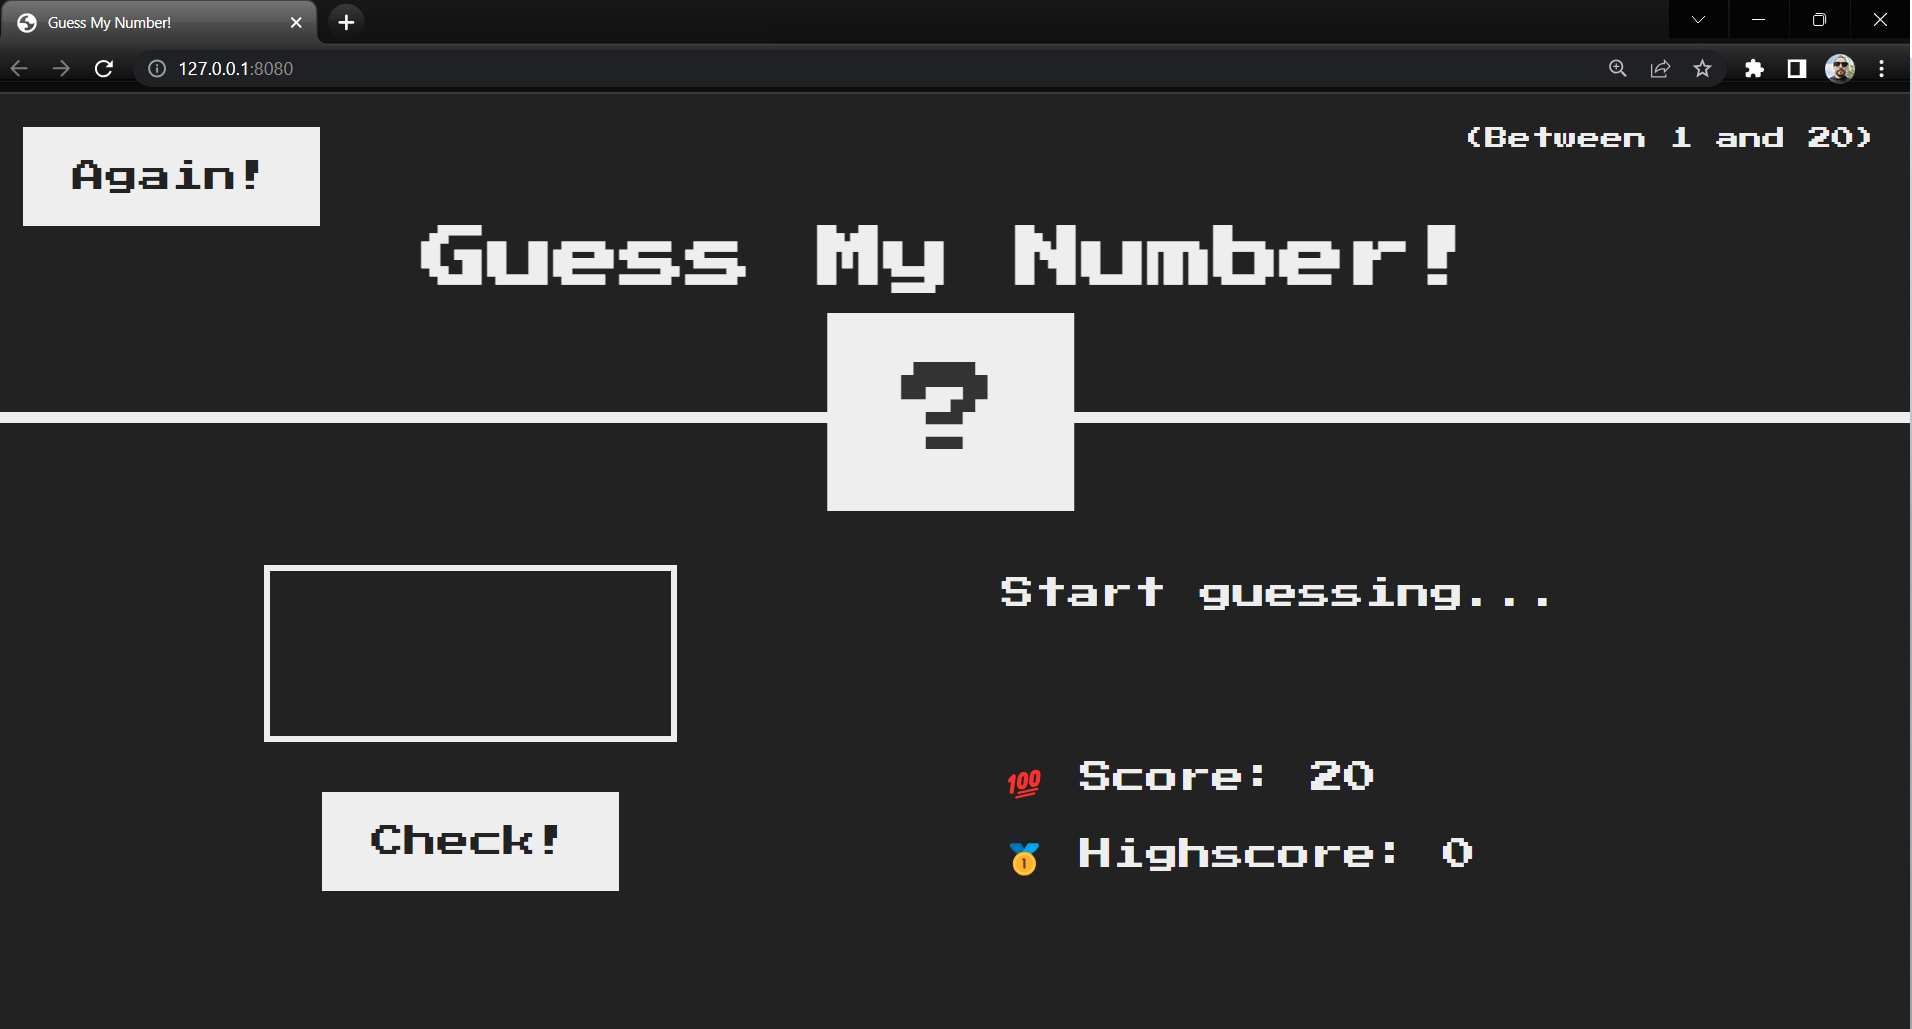 Guess My Number!
127.0.0.1:8080
Again!
(Between 1 and 20)
Guess My Number!
?
Start guessing...
💯 Score: 20
🥇 Highscore: 0
Check!